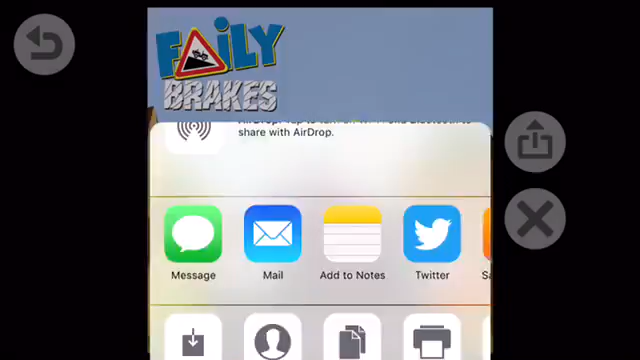 FAiLY
BRAKES
share with AirDrop.
Message
Mail
Add to Notes
Twitter